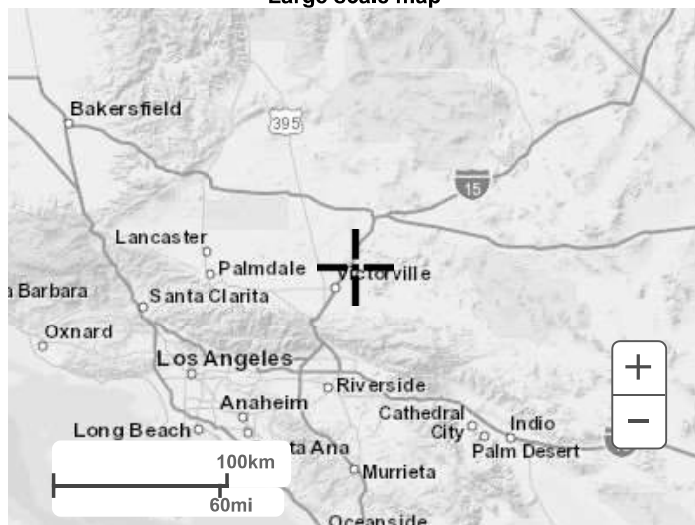 Large scale map
Bakersfield
395
15
Lancaster
Palmdale
Victorville
a Barbara
Santa Clarita
Oxnard
Los Angeles
Riverside
Anaheim
Cathedral
City
Indio
Long Beach
Palm Desert
ta Ana
100km
Murrieta
60mi
Oceanside
+
−